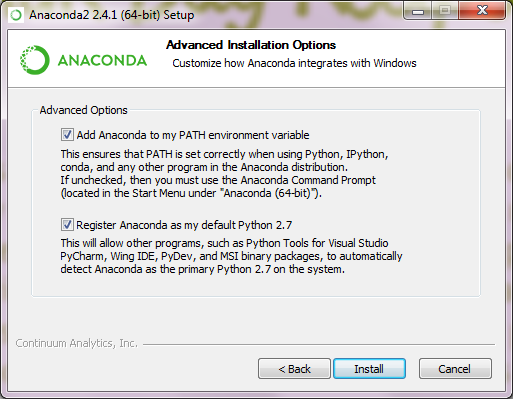 Anaconda2 2.4.1 (64-bit) Setup
ANACONDA
Advanced Installation Options
Customize how Anaconda integrates with Windows
Advanced Options
Add Anaconda to my PATH environment variable
This ensures that PATH is set correctly when using Python, IPython,
conda, and any other program in the Anaconda distribution.
If unchecked, then you must use the Anaconda Command Prompt
(located in the Start Menu under "Anaconda (64-bit)").
Register Anaconda as my default Python 2.7
This will allow other programs, such as Python Tools for Visual Studio
PyCharm, Wing IDE, PyDev, and MSI binary packages, to automatically
detect Anaconda as the primary Python 2.7 on the system.
Continuum Analytics, Inc.
< Back
Install
Cancel